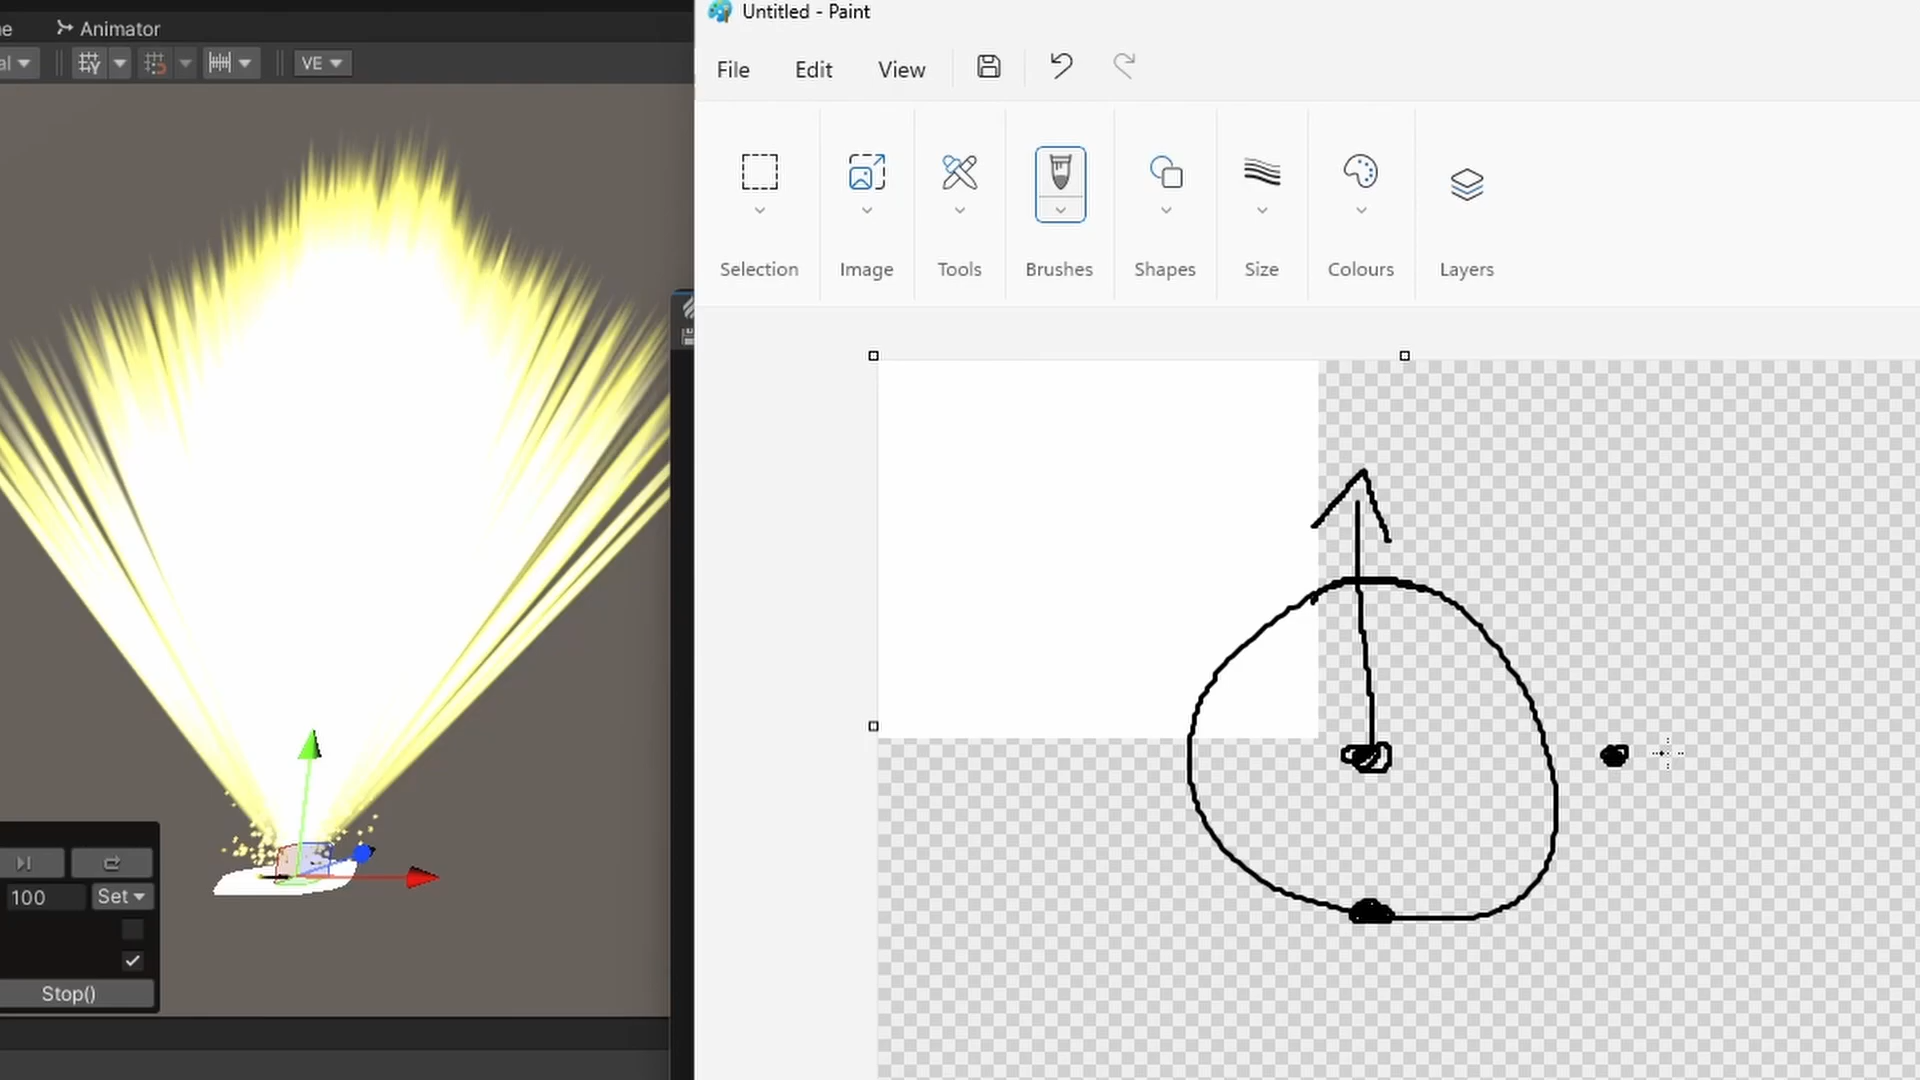 Animator
VE
100
Set
Stop()
Untitled - Paint
File
Edit
View
Selection
Image
Tools
Brushes
Shapes
Size
Colours
Layers